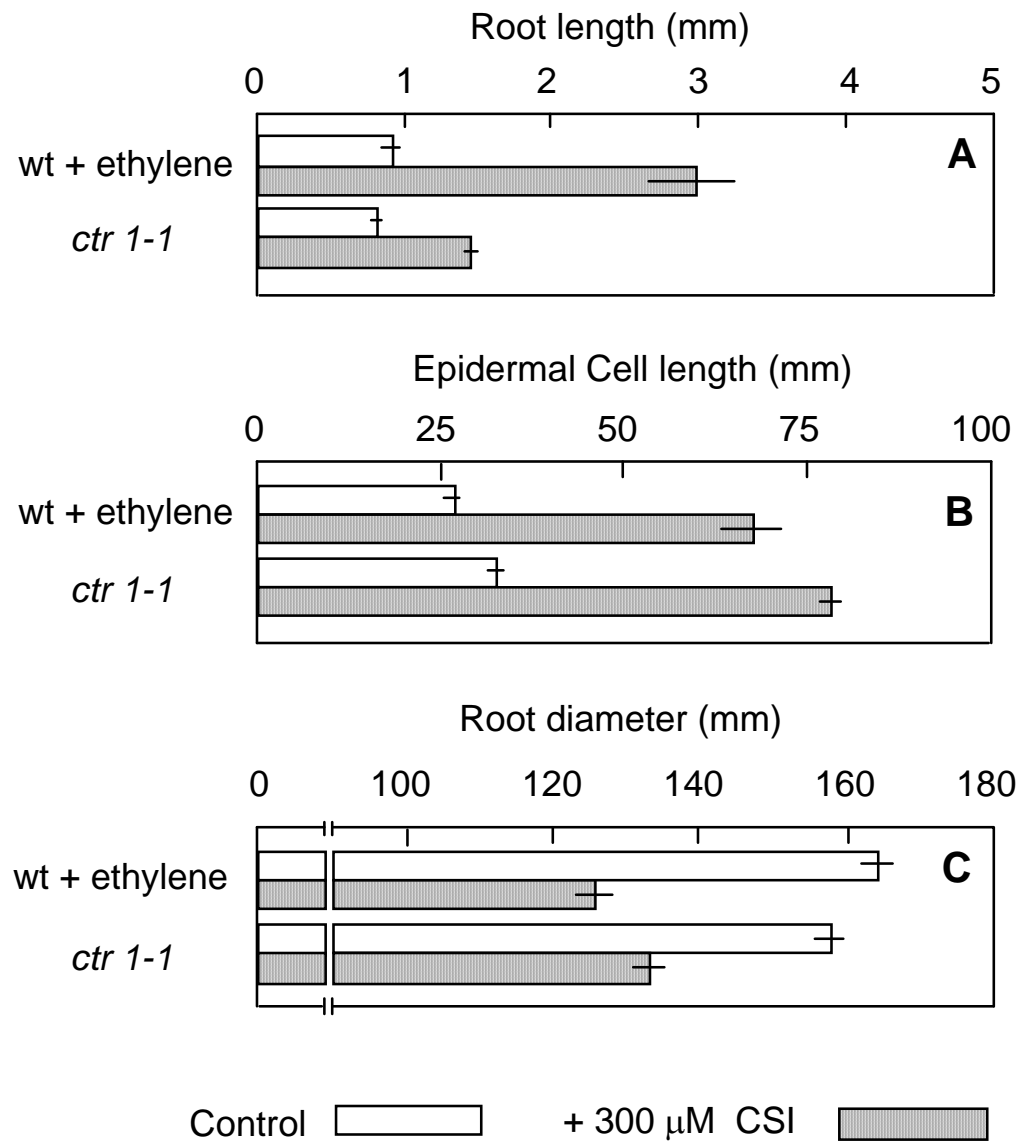 Root length (mm)
0 1 2 3 4 5
A
wt + ethylene
ctr 1-1
Epidermal Cell length (mm)
0 25 50 75 100
B
wt + ethylene
ctr 1-1
Root diameter (mm)
0 100 120 140 160 180
C
wt + ethylene
ctr 1-1
Control + 300 μM CSI